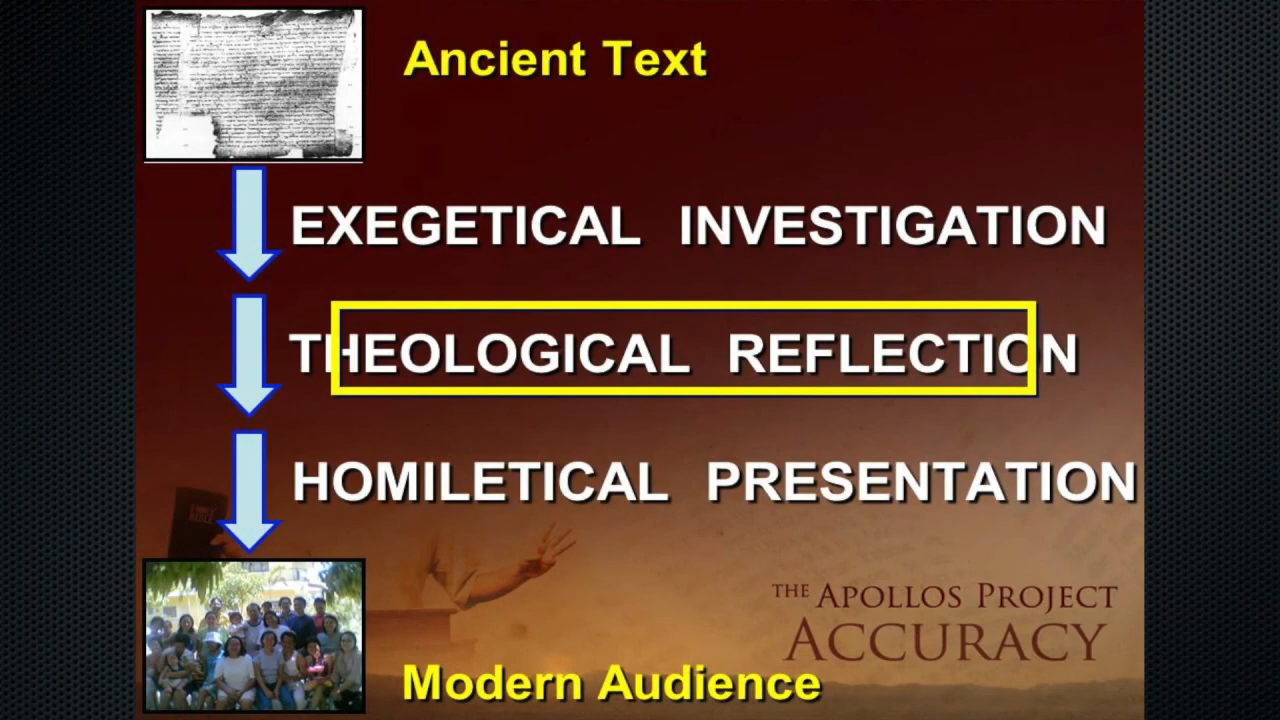 Ancient Text
EXEGETICAL INVESTIGATION
THEOLOGICAL REFLECTION
HOMILETICAL PRESENTATION
THE APOLLOS PROJECT
ACCURACY
Modern Audience